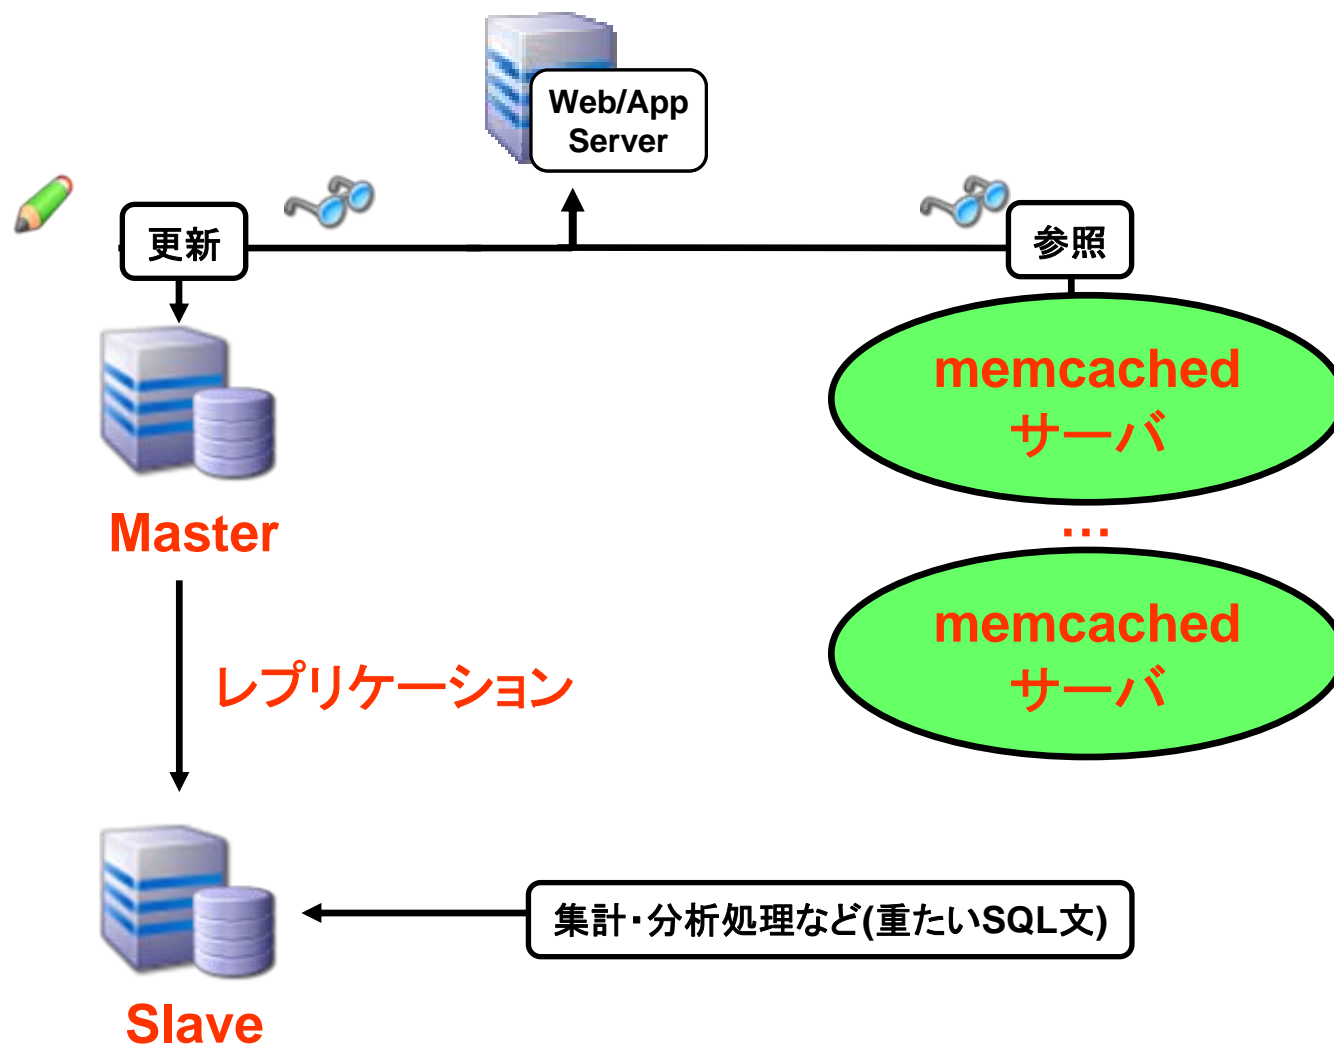 Web/App
Server
更新
参照
memcached
サーバ
Master
…
memcached
サーバ
レプリケーション
集計・分析処理など(重たいSQL文)
Slave